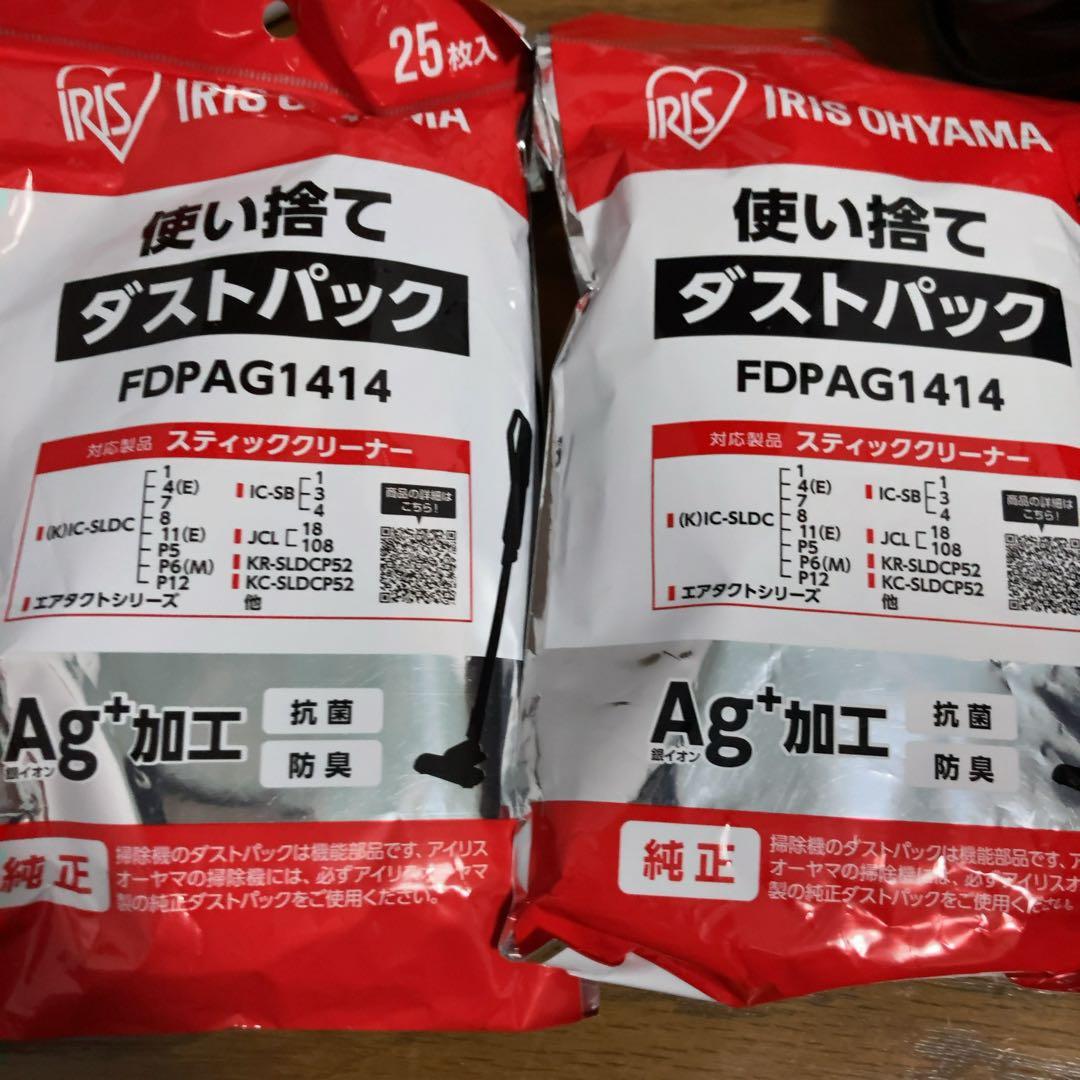 25枚入
IRIS
IRIS OHYAMA
使い捨て
ダストパック
FDPAG1414
対応製品 スティッククリーナー
(K)IC-SLDC
1
4(E)
7
8
11(E)
P5
P6(M)
P12
エアタクトシリーズ
IC-SB
1
3
4
JCL
18
108
KR-SLDCP52
KC-SLDCP52
他
商品の詳細は
こちら!
Ag⁺加工
銀イオン
抗菌
防臭
純正
掃除機のダストパックは機能部品です、アイリス
オーヤマの掃除機には、必ずアイリスオーヤマ
製の純正ダストパックをご使用ください。
IRIS
IRIS OHYAMA
使い捨て
ダストパック
FDPAG1414
対応製品 スティッククリーナー
(K)IC-SLDC
1
4(E)
7
8
11(E)
P5
P6(M)
P12
エアタクトシリーズ
IC-SB
1
3
4
JCL
18
108
KR-SLDCP52
KC-SLDCP52
他
商品の詳細は
こちら!
Ag⁺加工
銀イオン
抗菌
防臭
純正
掃除機のダストパックは機能部品です、ア
オーヤマの掃除機には、必ずアイリスオ
製の純正ダストパックをご使用くださ